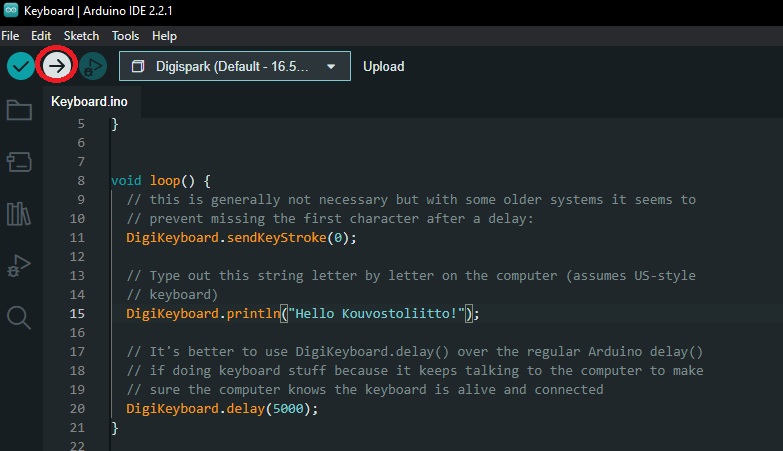 Keyboard | Arduino IDE 2.2.1
File Edit Sketch Tools Help
Digispark (Default - 16.5... Upload
Keyboard.ino
5 }
6
7
8 void loop() {
9 // this is generally not necessary but with some older systems it seems to
10 // prevent missing the first character after a delay:
11 DigiKeyboard.sendKeyStroke(0);
12
13 // Type out this string letter by letter on the computer (assumes US-style
14 // keyboard)
15 DigiKeyboard.println("Hello Kouvostoliitto!");
16
17 // It's better to use DigiKeyboard.delay() over the regular Arduino delay()
18 // if doing keyboard stuff because it keeps talking to the computer to make
19 // sure the computer knows the keyboard is alive and connected
20 DigiKeyboard.delay(5000);
21 }
22